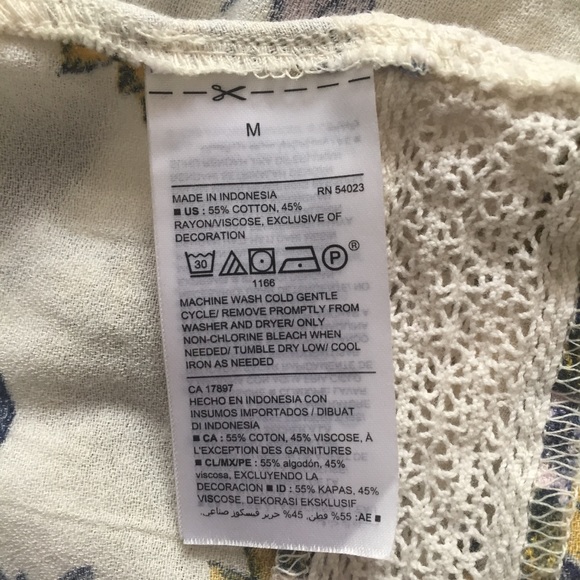 M
MADE IN INDONESIA RN 54023
■ US : 55% COTTON, 45%
RAYON/VISCOSE, EXCLUSIVE OF
DECORATION
30 P ®
1166
MACHINE WASH COLD GENTLE
CYCLE/ REMOVE PROMPTLY FROM
WASHER AND DRYER/ ONLY
NON-CHLORINE BLEACH WHEN
NEEDED/ TUMBLE DRY LOW/ COOL
IRON AS NEEDED
CA 17897
HECHO EN INDONESIA CON
INSUMOS IMPORTADOS / DIBUAT
DI INDONESIA
■ CA : 55% COTON, 45% VISCOSE, À
L'EXCEPTION DES GARNITURES
■ CL/MX/PE : 55% algodón, 45%
viscosa, EXCLUYENDO LA
DECORACION ■ ID : 55% KAPAS, 45%
VISCOSE, DEKORASI EKSKLUSIF
■ AE: 55% قطن, 45% حرير فيسكوز صناعي.